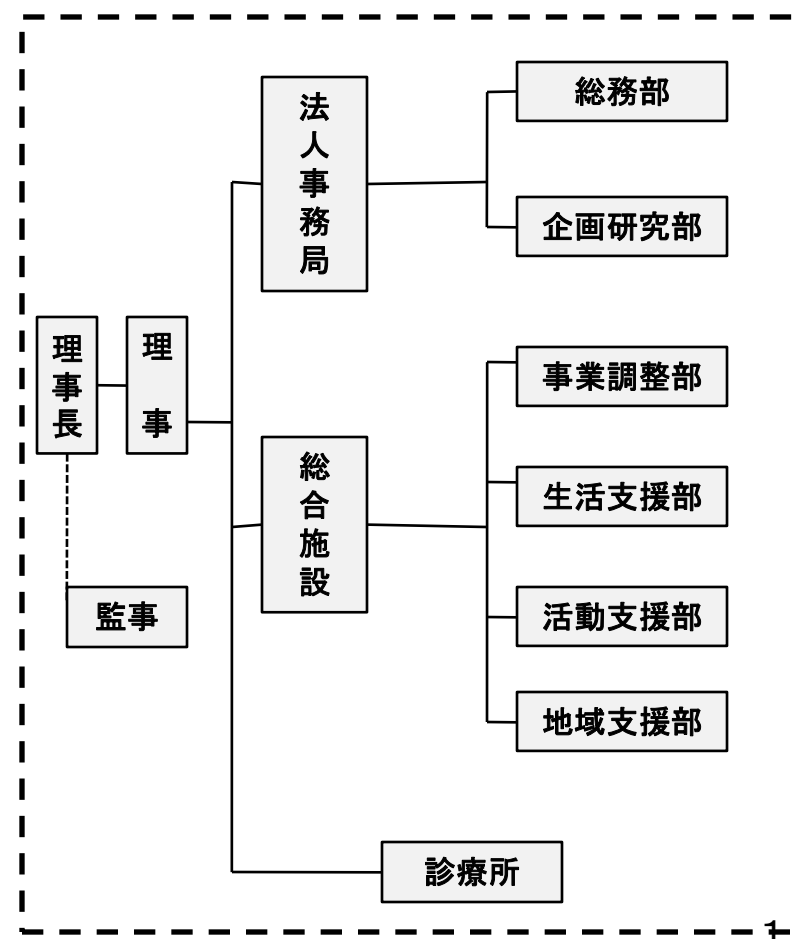 法人事務局
総務部
企画研究部
理事長
理事
総合施設
事業調整部
生活支援部
活動支援部
地域支援部
監事
診療所
1